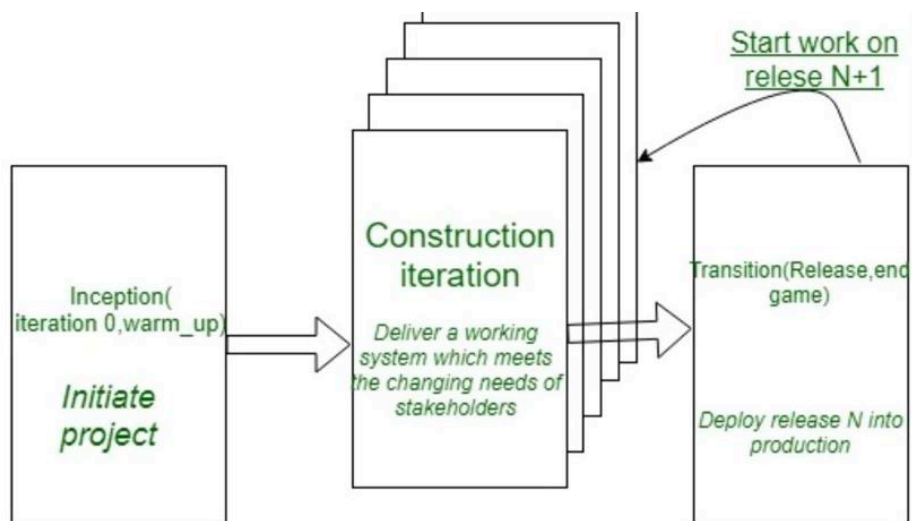 Start work on
relese N+1
Inception(
iteration 0,warm_up)
Initiate
project
Construction
iteration
Deliver a working
system which meets
the changing needs of
stakeholders
Transition(Release,end
game)
Deploy release N into
production